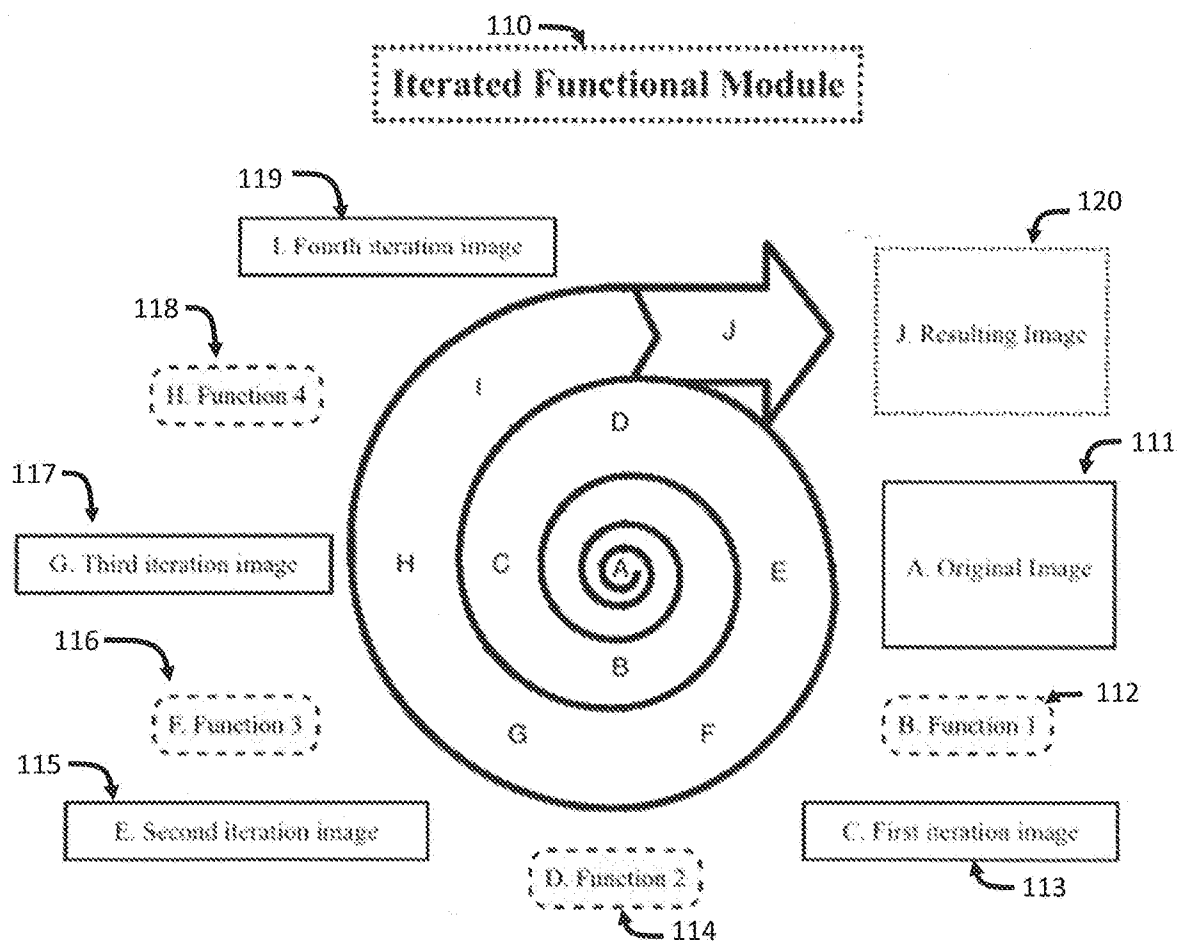 110
Iterated Functional Module
119
I. Fourth iteration image
120
J. Resulting Image
118
H. Function 4
J
I
D
111
117
G. Third iteration image
H
C
A
E
A. Original Image
116
B
F. Function 3
G
F
112
B. Function 1
115
E. Second iteration image
C. First iteration image
D. Function 2
113
114